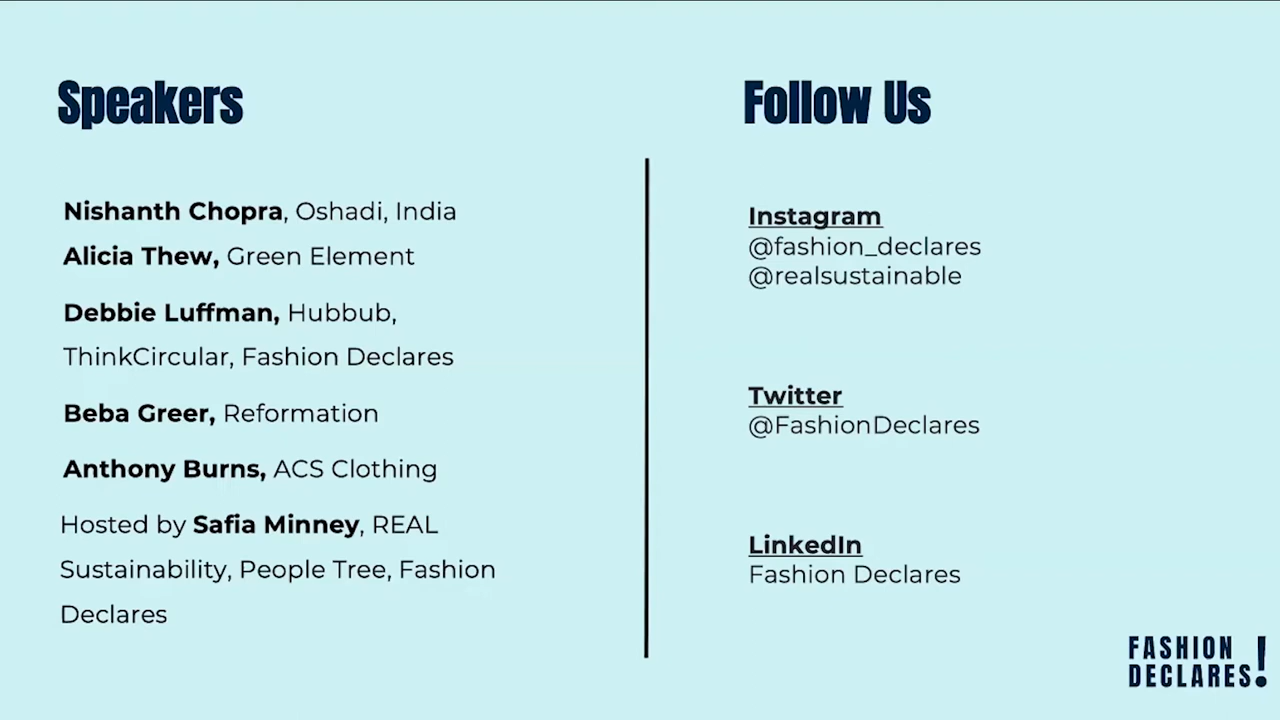 Speakers
Nishanth Chopra, Oshadi, India
Alicia Thew, Green Element
Debbie Luffman, Hubbub,
ThinkCircular, Fashion Declares
Beba Greer, Reformation
Anthony Burns, ACS Clothing
Hosted by Safia Minney, REAL
Sustainability, People Tree, Fashion
Declares
Follow Us
Instagram
@fashion_declares
@realsustainable
Twitter
@FashionDeclares
LinkedIn
Fashion Declares
FASHION
DECLARES!